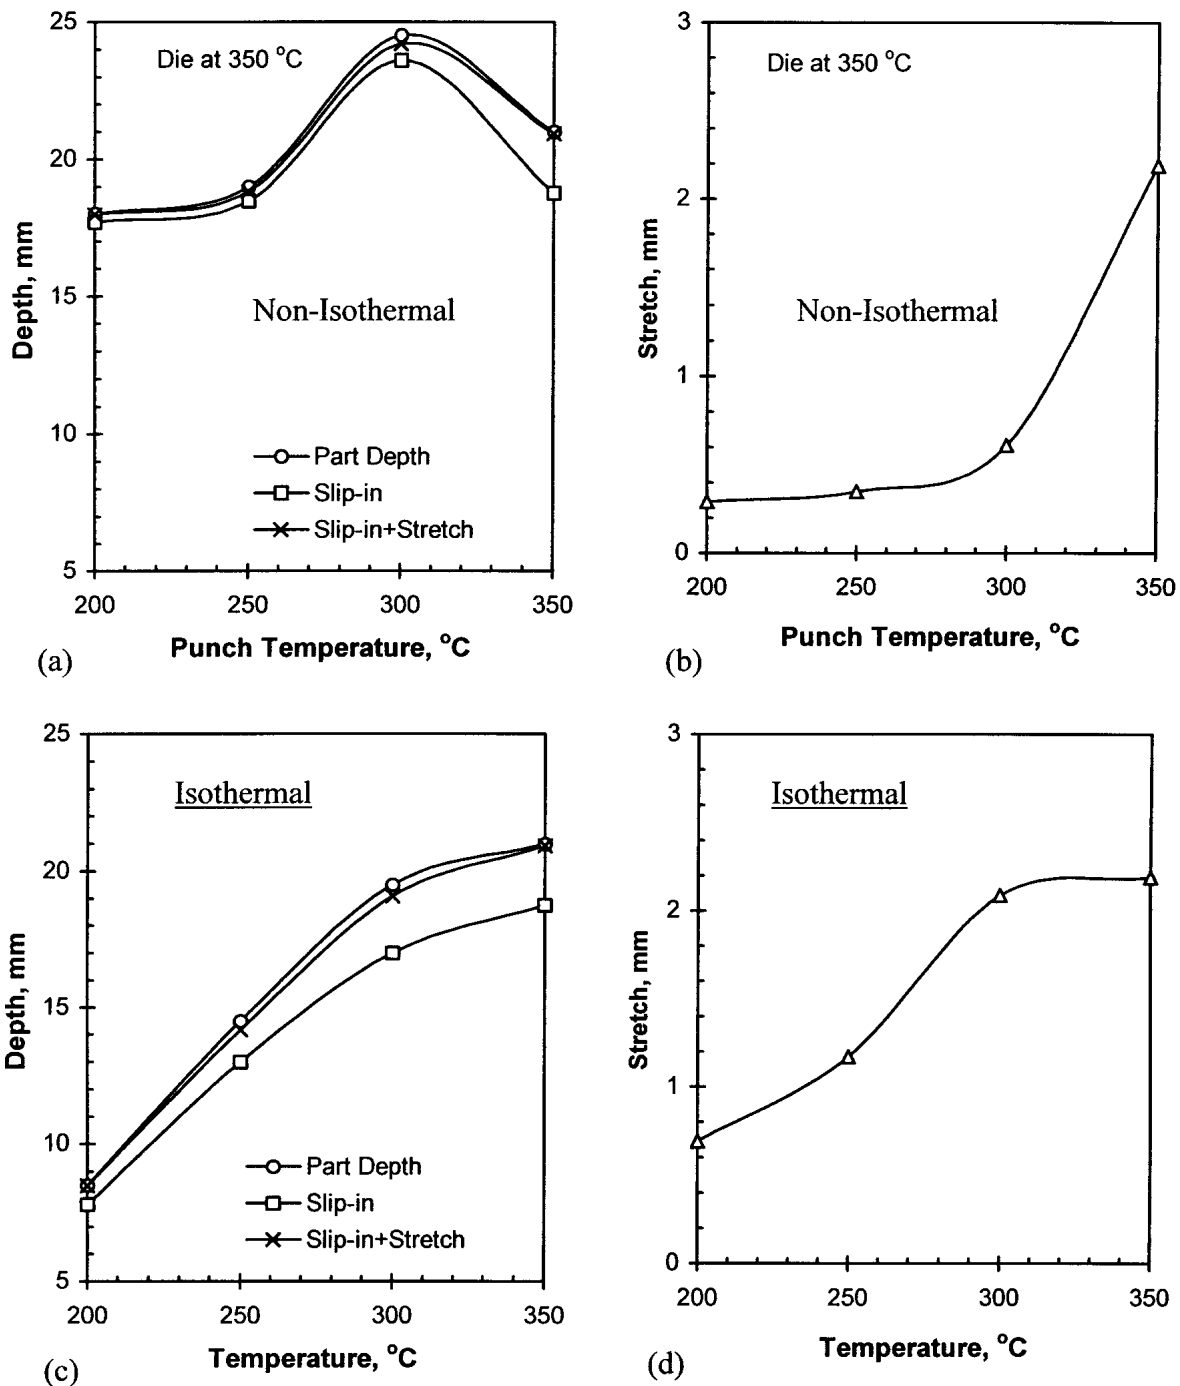 25
Die at 350 °C
20
15
10
5
Depth, mm
Non-Isothermal
Part Depth
Slip-in
Slip-in+Stretch
200 250 300 350
Punch Temperature, °C
(a)
3
Die at 350 °C
2
1
0
Stretch, mm
Non-Isothermal
200 250 300 350
Punch Temperature, °C
(b)
25
Isothermal
20
15
10
5
Depth, mm
Part Depth
Slip-in
Slip-in+Stretch
200 250 300 350
Temperature, °C
(c)
3
Isothermal
2
1
0
Stretch, mm
200 250 300 350
Temperature, °C
(d)